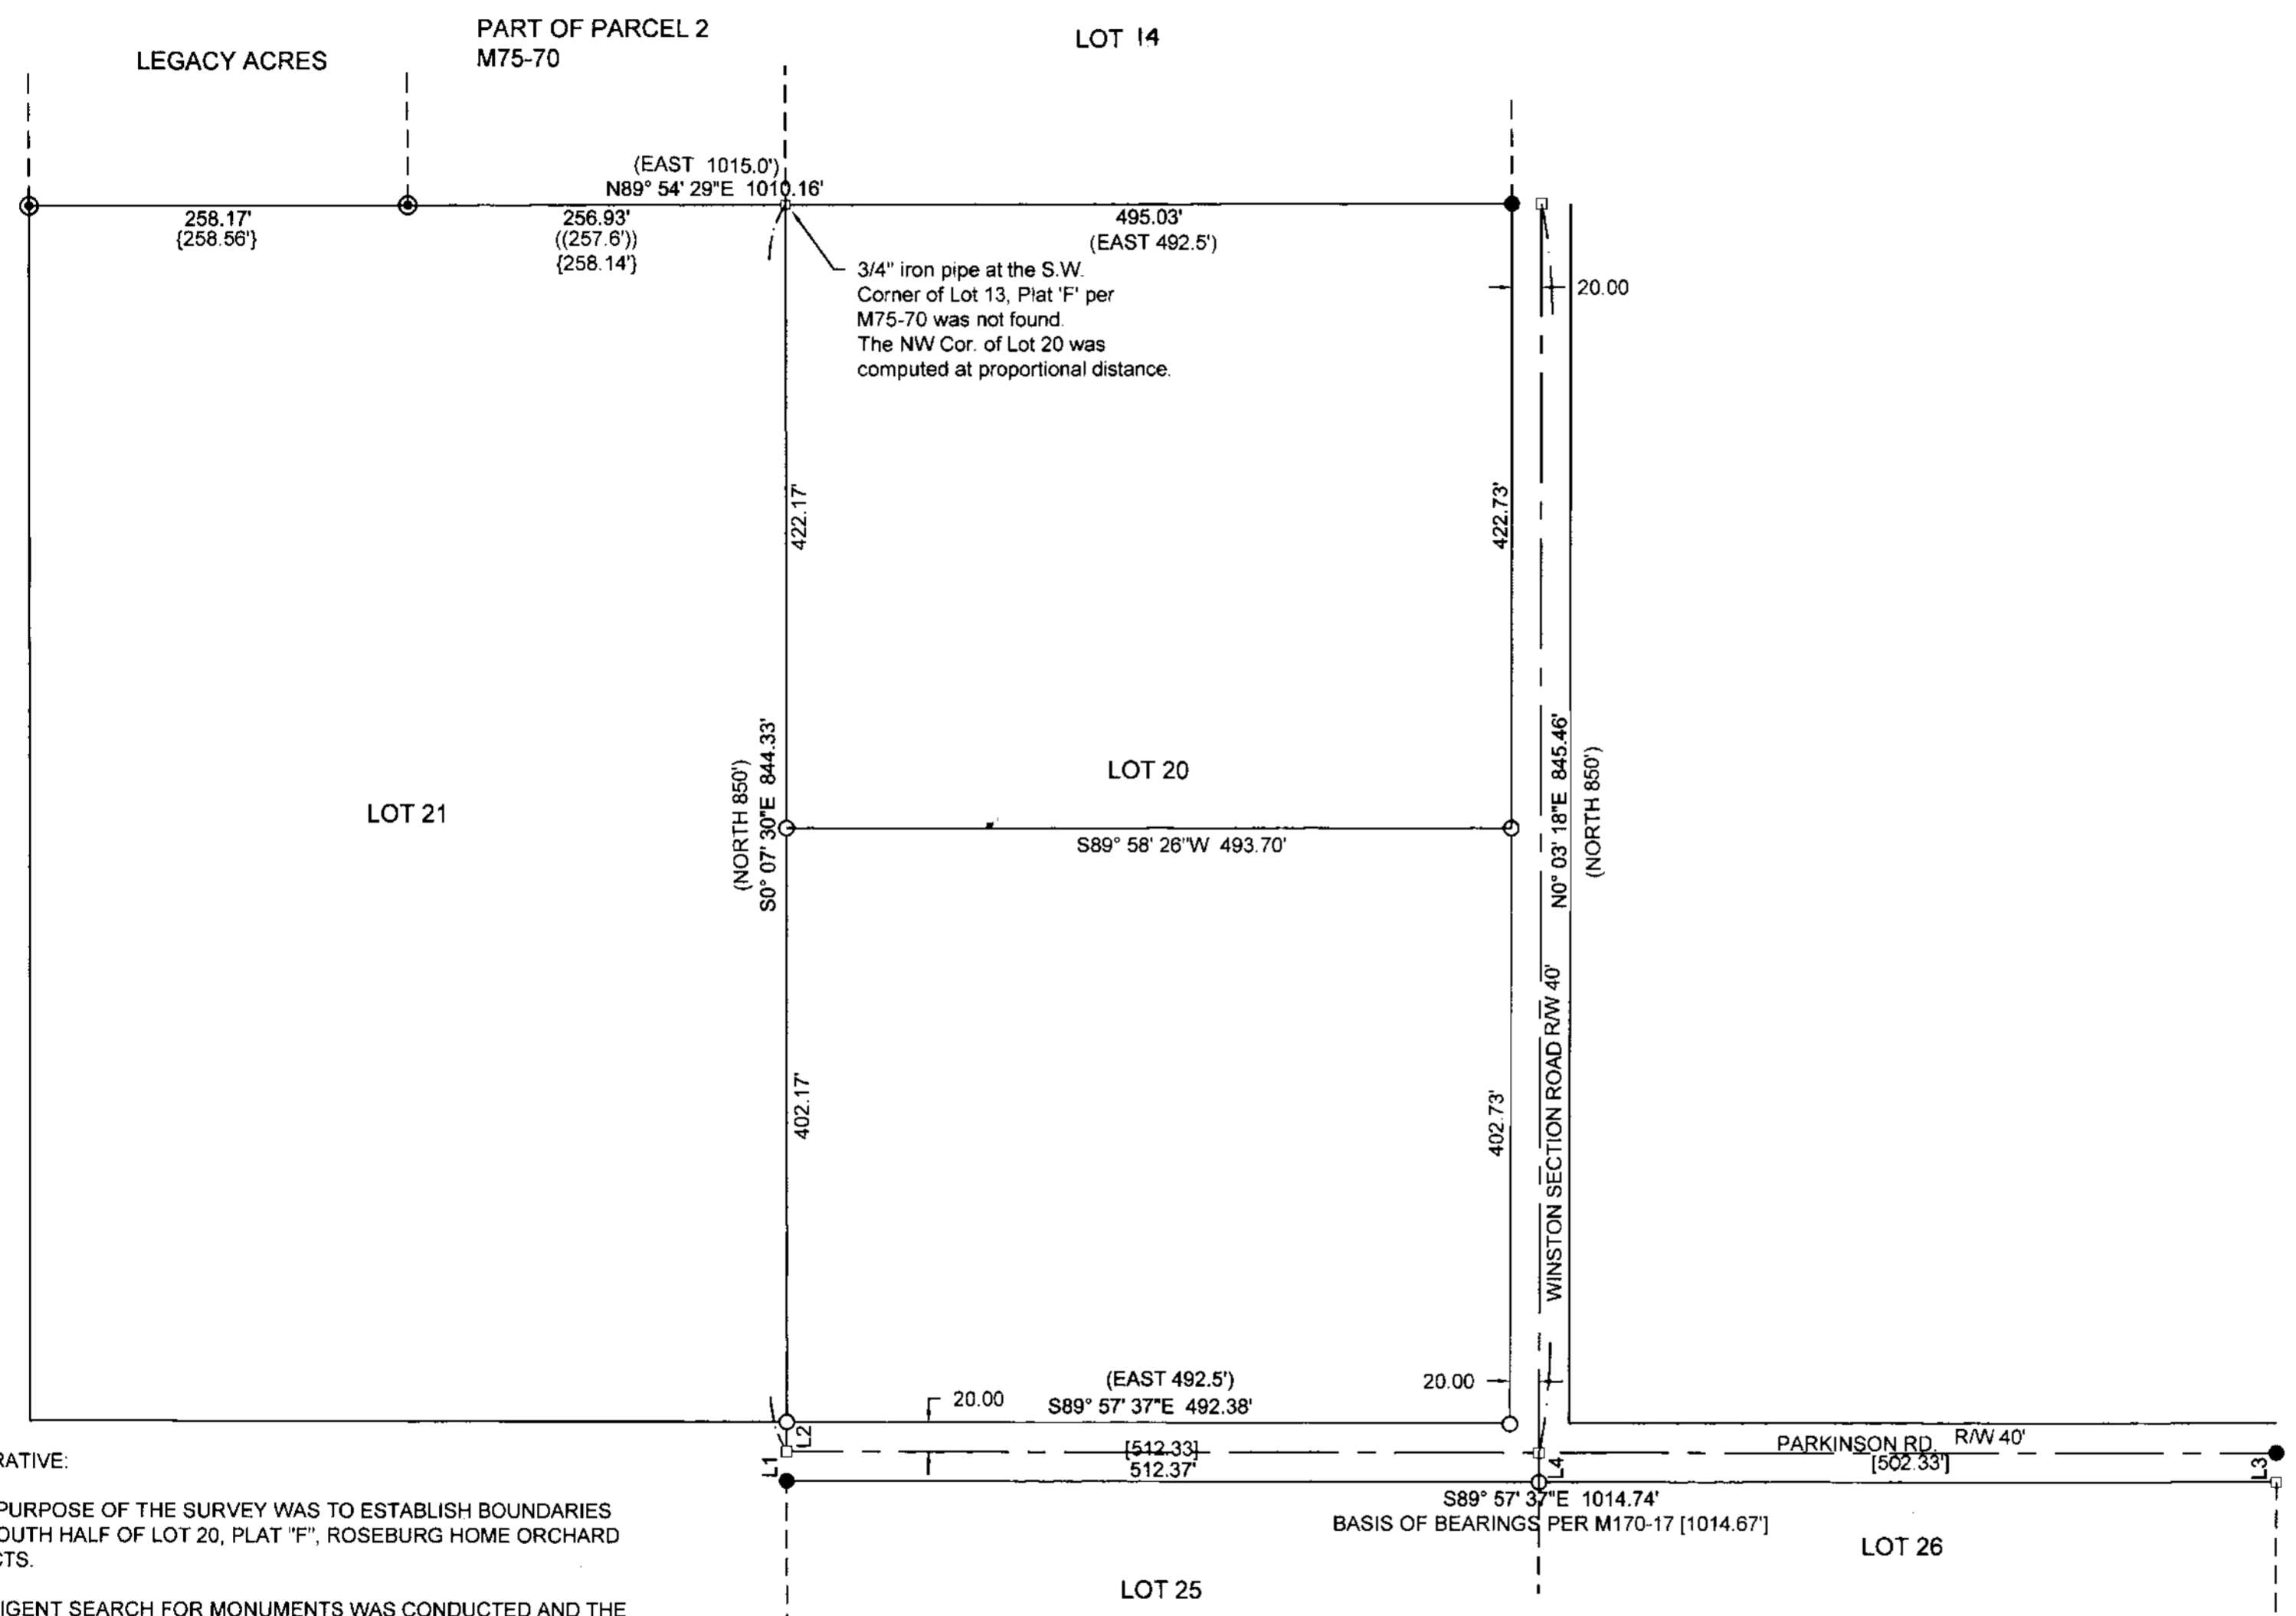 PART OF PARCEL 2
M75-70
LEGACY ACRES
LOT 14
(EAST 1015.0')
N89° 54' 29"E 1010.16'
258.17'
{258.56'}
256.93'
((257.6'))
{258.14'}
495.03'
(EAST 492.5')
3/4" iron pipe at the S.W.
Corner of Lot 13, Plat 'F' per
M75-70 was not found.
The NW Cor. of Lot 20 was
computed at proportional distance.
20.00
422.17'
422.73'
(NORTH 850')
S0° 07' 30"E 844.33'
LOT 20
LOT 21
S89° 58' 26"W 493.70'
N0° 03' 18"E 845.46'
(NORTH 850')
WINSTON SECTION ROAD R/W 40'
402.17'
402.73'
(EAST 492.5')
S89° 57' 37"E 492.38'
20.00
20.00
L2
L1
[512.33]
512.37'
L4
PARKINSON RD. R/W 40'
[502.33']
L3
S89° 57' 37"E 1014.74'
BASIS OF BEARINGS PER M170-17 [1014.67']
LOT 26
LOT 25
RATIVE:
PURPOSE OF THE SURVEY WAS TO ESTABLISH BOUNDARIES
OUTH HALF OF LOT 20, PLAT "F", ROSEBURG HOME ORCHARD
CTS.
IGENT SEARCH FOR MONUMENTS WAS CONDUCTED AND THE